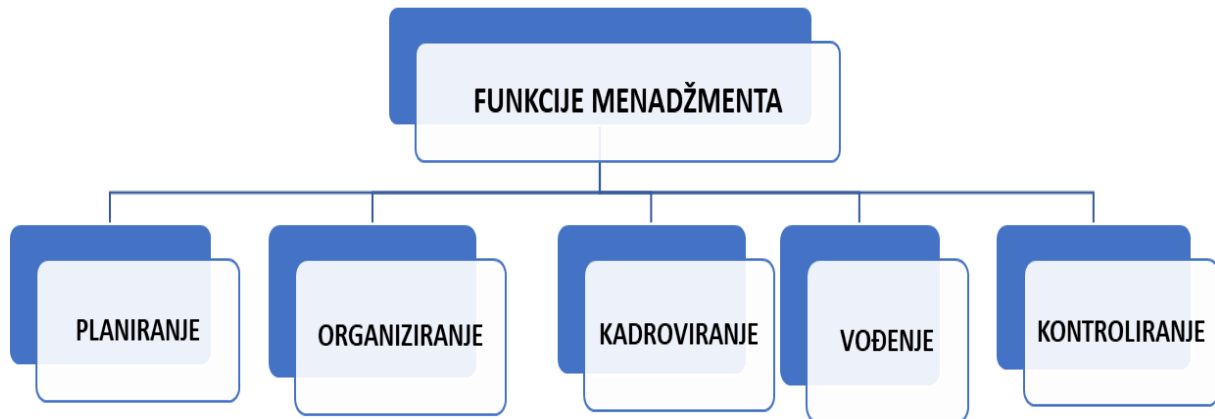 FUNKCIJE MENADŽMENTA
PLANIRANJE
ORGANIZIRANJE
KADROVIRANJE
VOĐENJE
KONTROLIRANJE